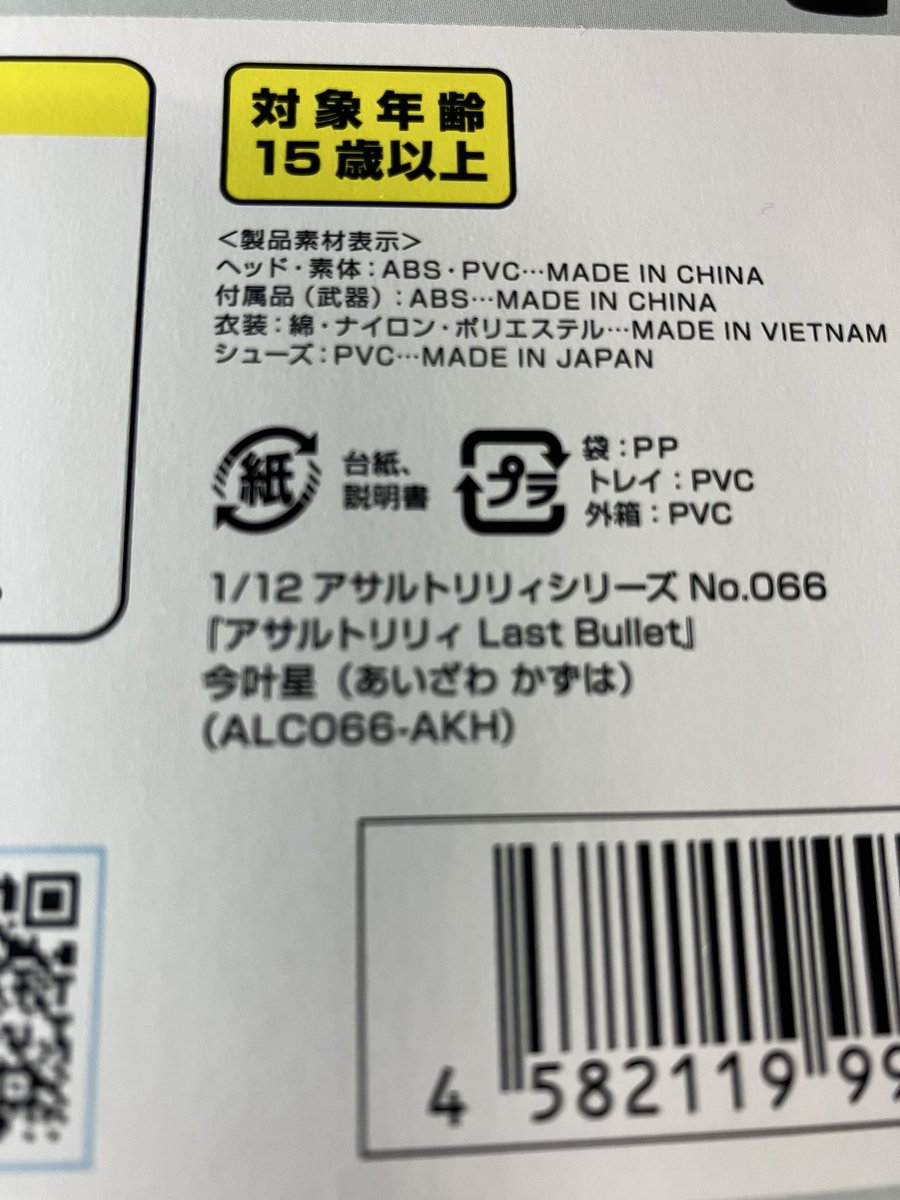 対象年齢
15歳以上
＜製品素材表示＞
ヘッド・素体：ABS・PVC…MADE IN CHINA
付属品（武器）：ABS…MADE IN CHINA
衣装：綿・ナイロン・ポリエステル…MADE IN VIETNAM
シューズ：PVC…MADE IN JAPAN
紙
台紙、
説明書
プラ
袋：PP
トレイ：PVC
外箱：PVC
1/12 アサルトリリィシリーズ No.066
『アサルトリリィ Last Bullet』
今叶星（あいざわ かずは）
（ALC066-AKH）
4 582119 99